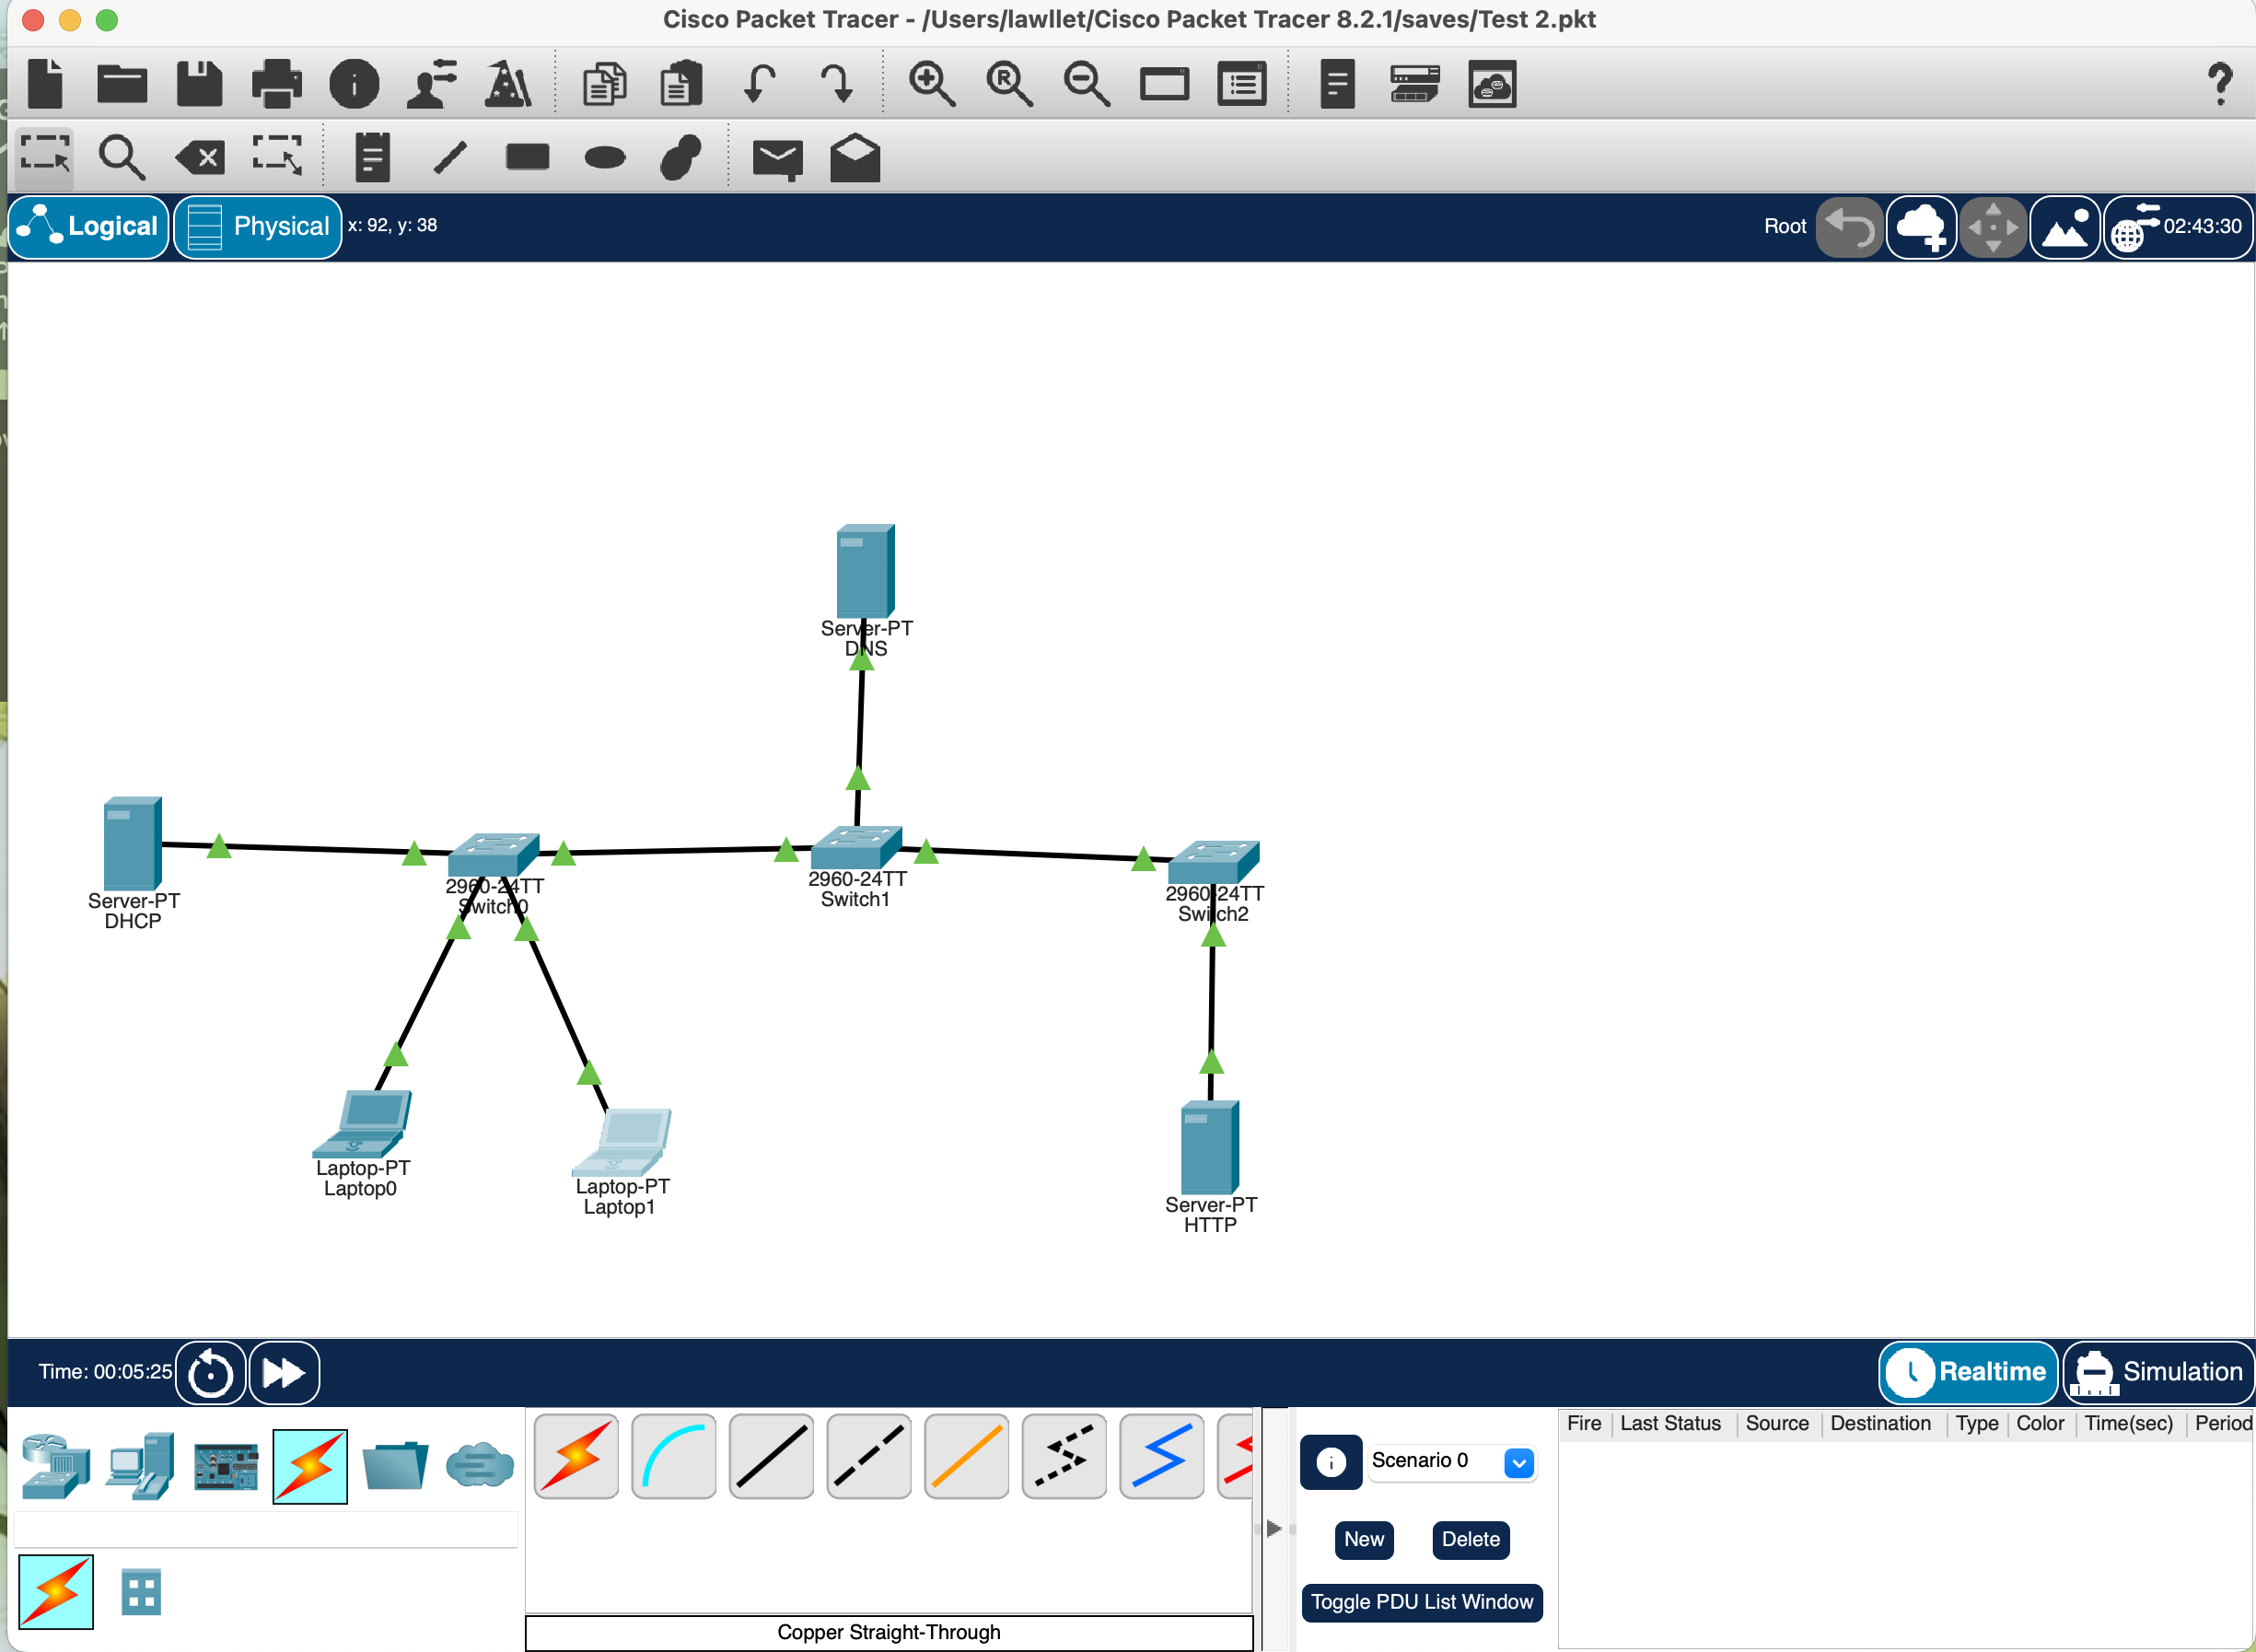 Cisco Packet Tracer - /Users/lawllet/Cisco Packet Tracer 8.2.1/saves/Test 2.pkt
Logical Physical x: 92, y: 38 Root 02:43:30
Server-PT
DNS
Server-PT
DHCP
2960-24TT
Switch0
2960-24TT
Switch1
2960-24TT
Switch2
Laptop-PT
Laptop0
Laptop-PT
Laptop1
Server-PT
HTTP
Time: 00:05:25 Realtime Simulation
Scenario 0
New Delete
Toggle PDU List Window
Fire Last Status Source Destination Type Color Time(sec) Period
Copper Straight-Through